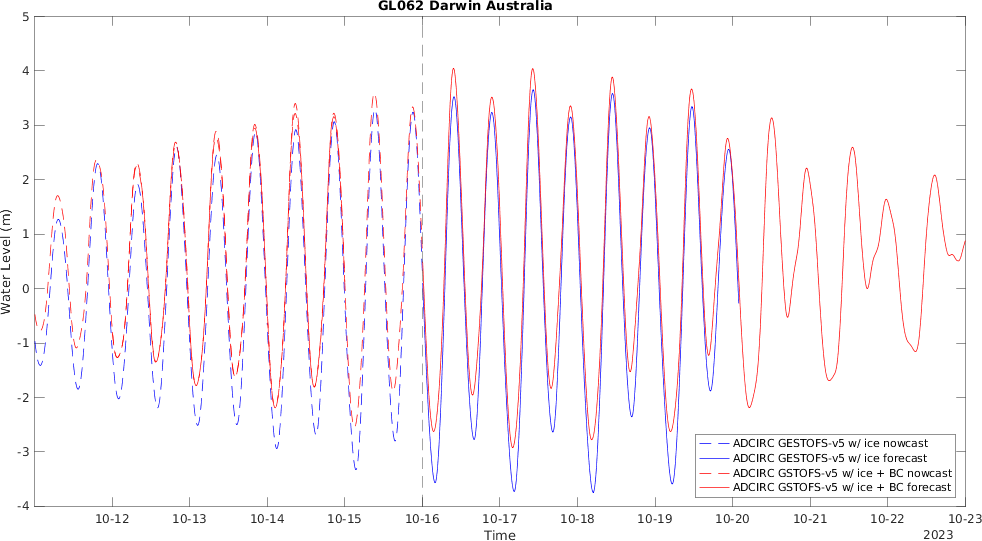 GL062 Darwin Australia
Water Level (m)
5
4
3
2
1
0
-1
-2
-3
-4
ADCIRC GESTOFS-v5 w/ ice nowcast
ADCIRC GESTOFS-v5 w/ ice forecast
ADCIRC GSTOFS-v5 w/ ice + BC nowcast
ADCIRC GSTOFS-v5 w/ ice + BC forecast
10-12 10-13 10-14 10-15 10-16 10-17 10-18 10-19 10-20 10-21 10-22 10-23
Time
2023